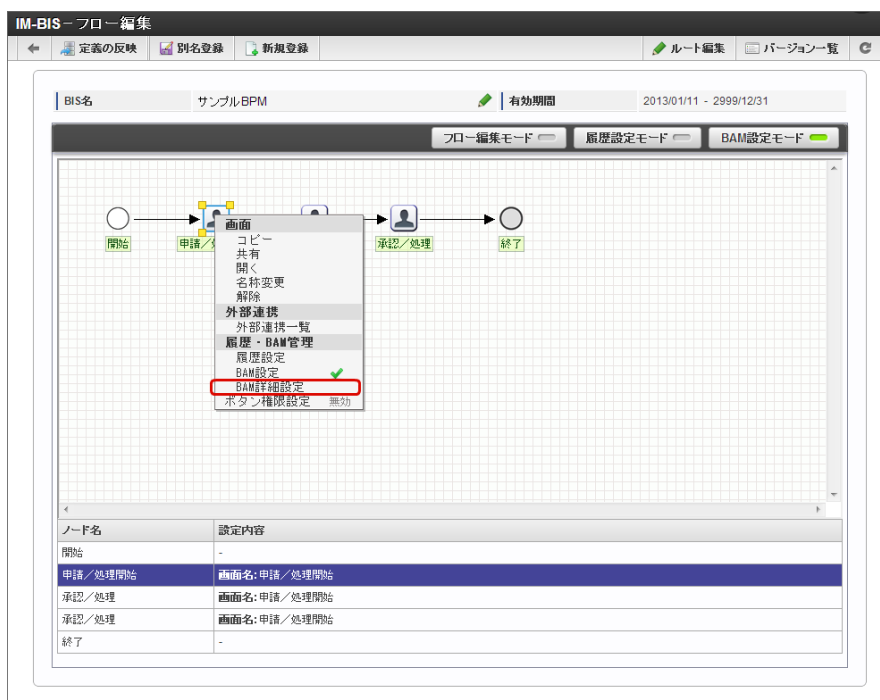 IM-BIS－フロー編集
定義の反映 別名登録 新規登録 ルート編集 バージョン一覧
BIS名 サンプルBPM 有効期間 2013/01/11 - 2999/12/31
フロー編集モード 履歴設定モード BAM設定モード
開始 申請／ 承認／処理 終了
画面
コピー
共有
開く
名称変更
解除
外部連携
外部連携一覧
履歴・BAM管理
履歴設定
BAM設定
BAM詳細設定
ボタン権限設定 無効
ノード名 設定内容
開始 -
申請／処理開始 画面名:申請／処理開始
承認／処理 画面名:申請／処理開始
承認／処理 画面名:申請／処理開始
終了 -